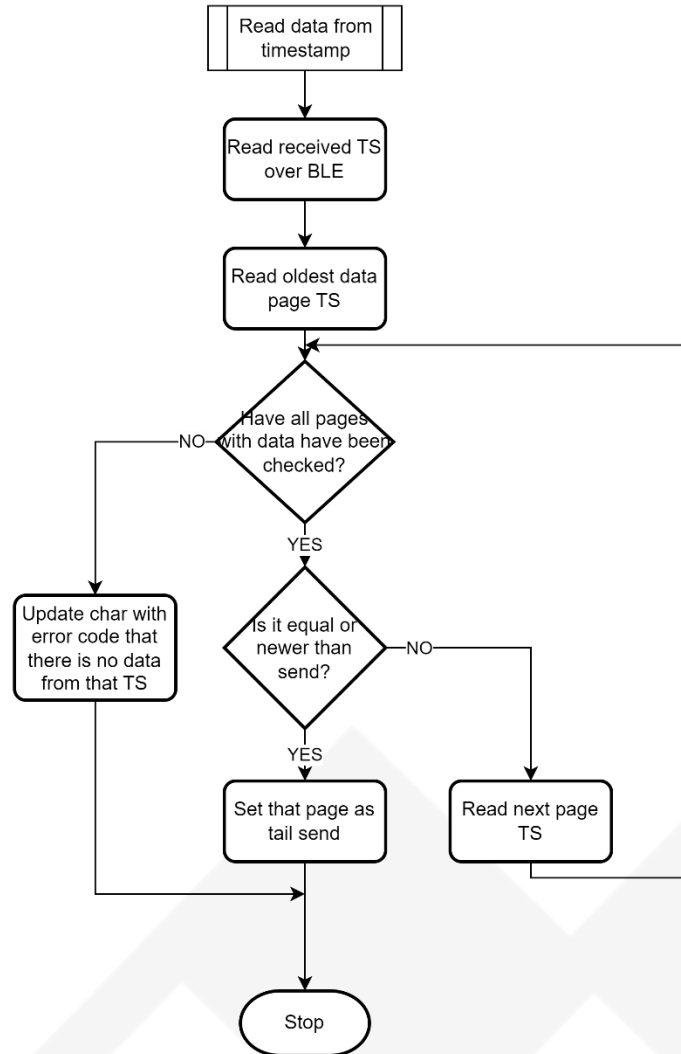 Read data from
timestamp
Read received TS
over BLE
Read oldest data
page TS
Have all pages
with data have been
checked?
NO
YES
Update char with
error code that
there is no data
from that TS
Is it equal or
newer than
send?
NO
YES
Set that page as
tail send
Read next page
TS
Stop